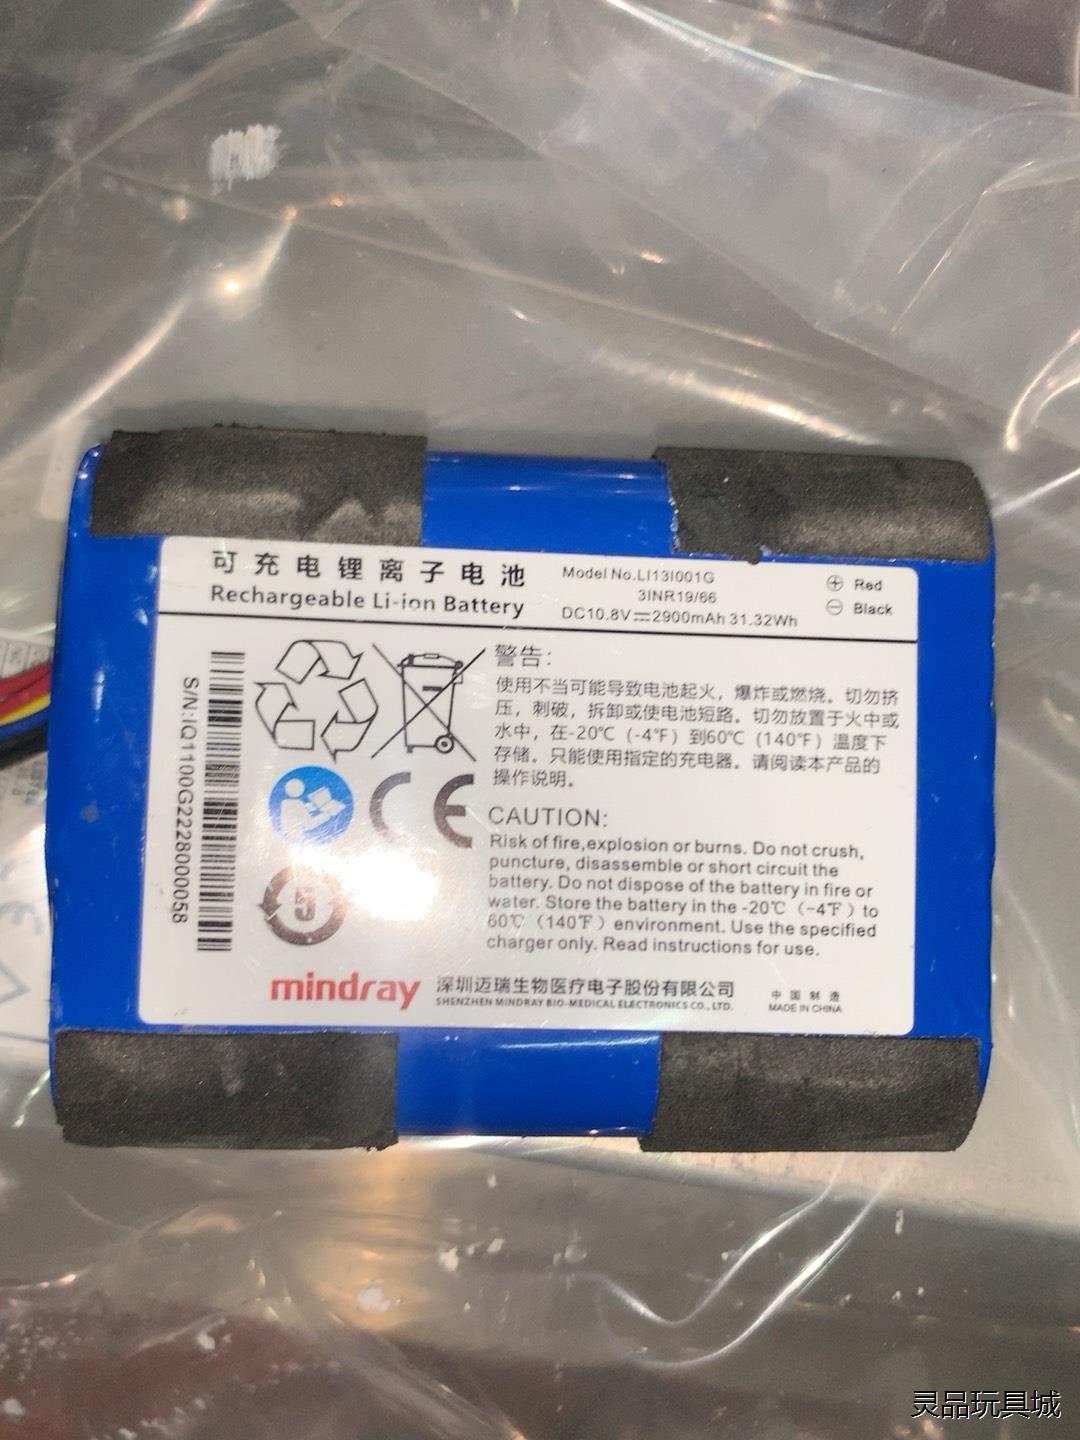 可充电锂离子电池
Rechargeable Li-ion Battery
Model No.LI13I001G
3INR19/66
DC10.8V⎓2900mAh 31.32Wh
⊕ Red
⊖ Black
S/N:IQ1100G2228000058
警告：
使用不当可能导致电池起火，爆炸或燃烧。切勿挤
压，刺破，拆卸或使电池短路。切勿放置于火中或
水中，在-20℃（-4℉）到60℃（140℉）温度下
存储。只能使用指定的充电器。请阅读本产品的
操作说明。
CE
CAUTION:
Risk of fire,explosion or burns. Do not crush,
puncture, disassemble or short circuit the
battery. Do not dispose of the battery in fire or
water. Store the battery in the -20℃（-4℉）to
60℃（140℉）environment. Use the specified
charger only. Read instructions for use.
5
mindray
深圳迈瑞生物医疗电子股份有限公司
SHENZHEN MINDRAY BIO-MEDICAL ELECTRONICS CO., LTD.
中国制造
MADE IN CHINA
灵品玩具城